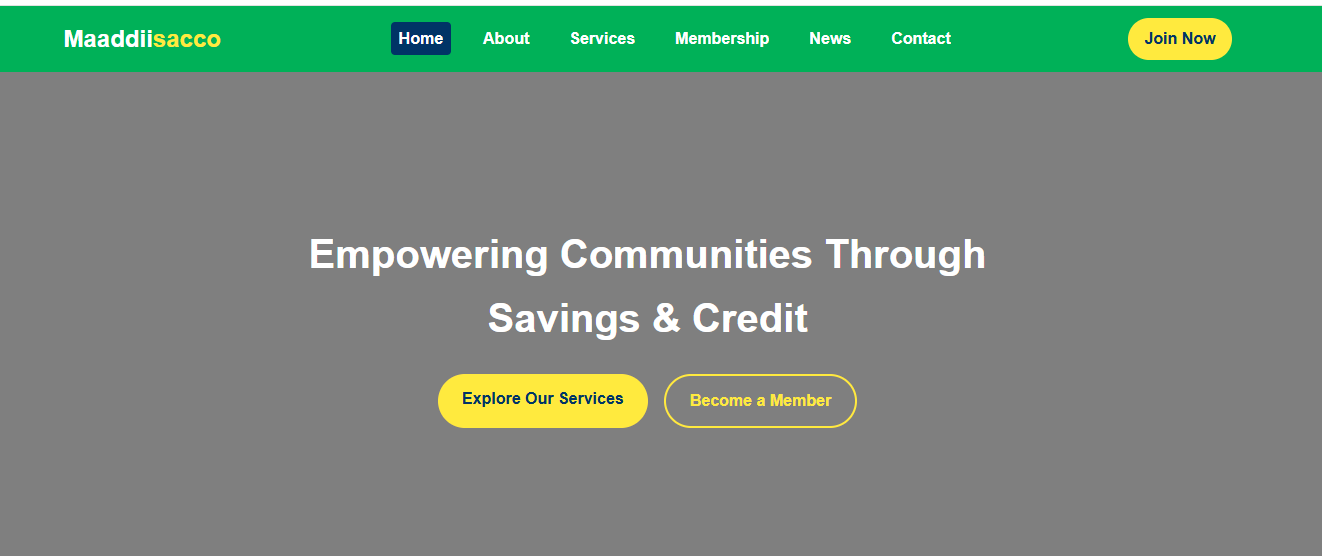 Maaddiisacco
Home About Services Membership News Contact
Join Now
Empowering Communities Through
Savings & Credit
Explore Our Services
Become a Member